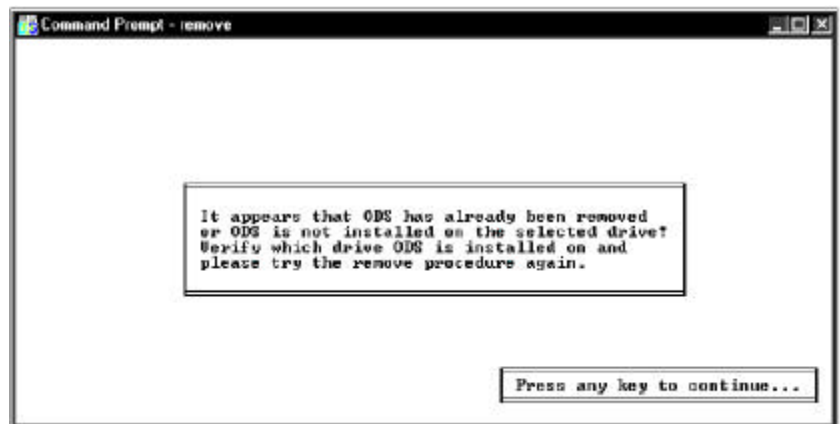 Command Prompt - remove
It appears that ODS has already been removed
or ODS is not installed on the selected drive!
Verify which drive ODS is installed on and
please try the remove procedure again.
Press any key to continue...